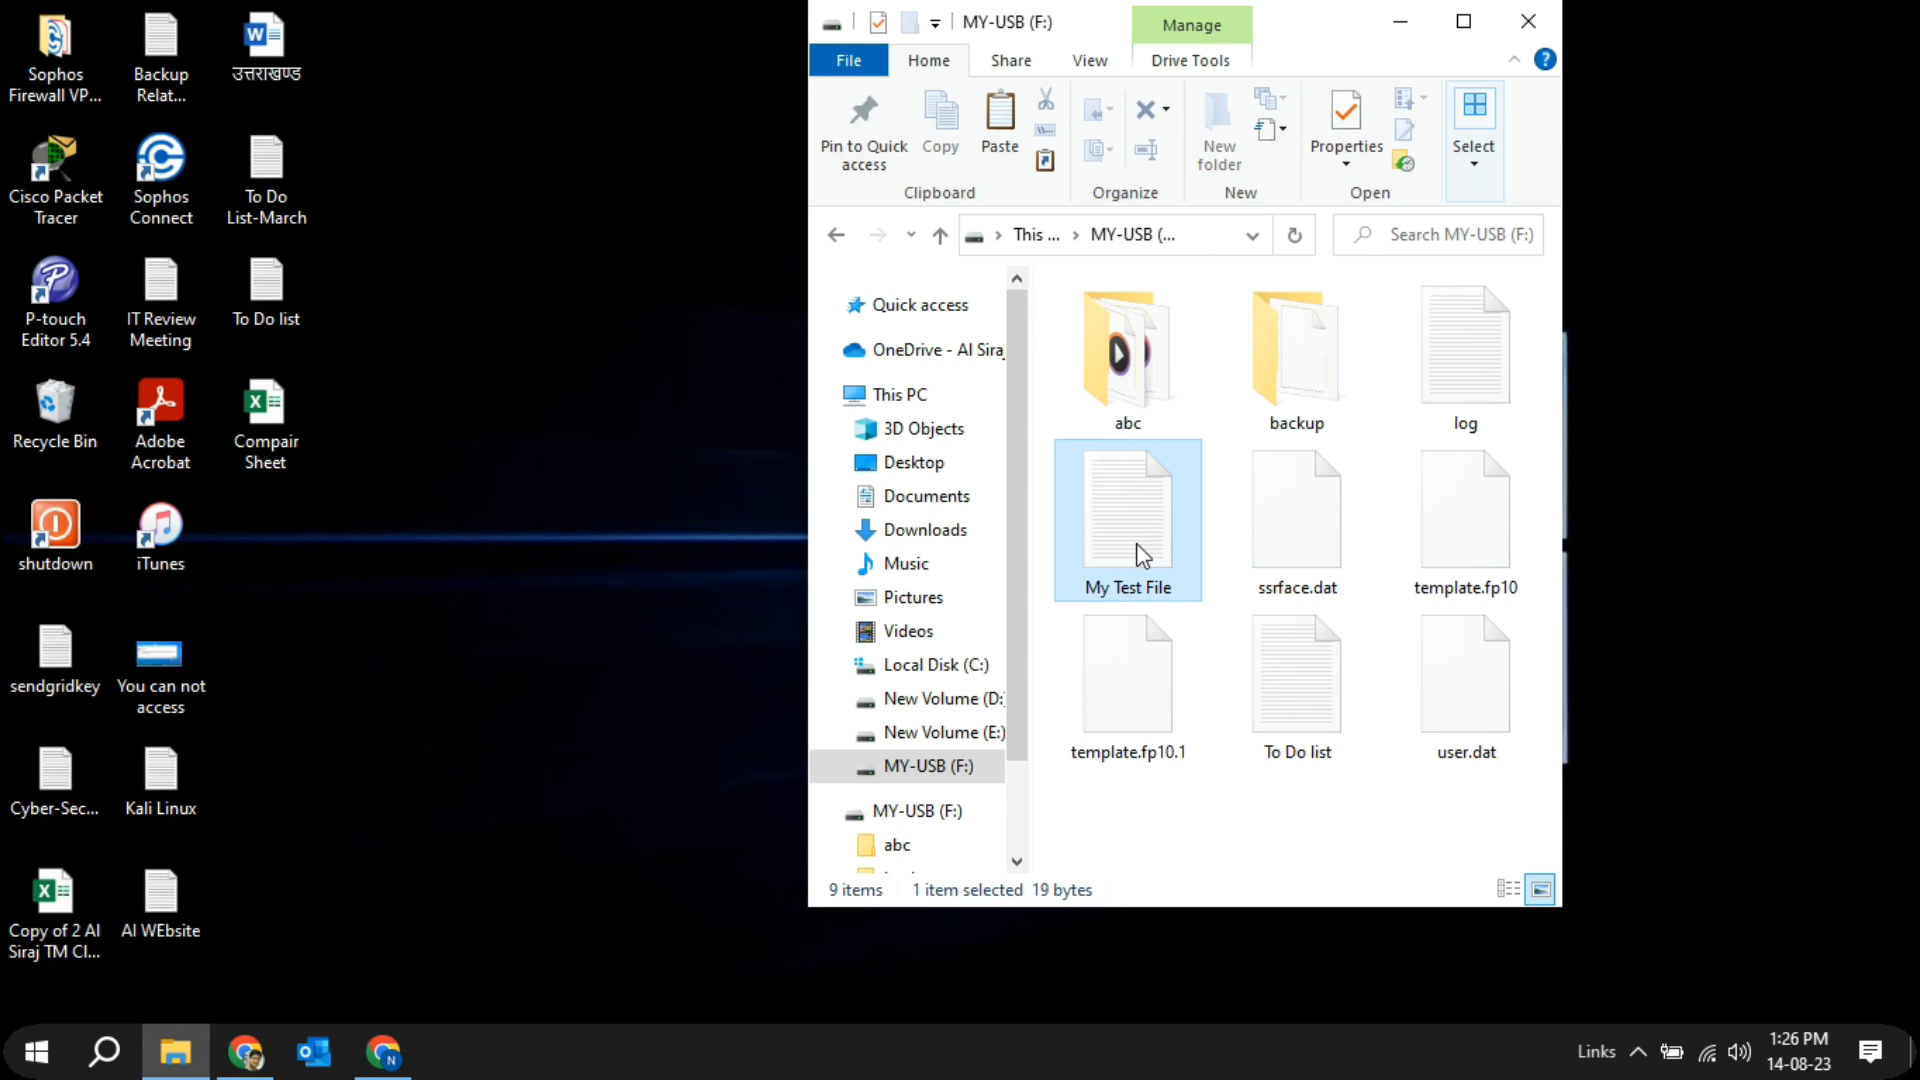 Sophos
Firewall VP...
Backup
Relat...
उत्तराखण्ड
Cisco Packet
Tracer
Sophos
Connect
To Do
List-March
P-touch
Editor 5.4
IT Review
Meeting
To Do list
Recycle Bin
Adobe
Acrobat
Compair
Sheet
shutdown
iTunes
sendgridkey
You can not
access
Cyber-Sec...
Kali Linux
Copy of 2 Al
Siraj TM Cl...
AI WEbsite
MY-USB (F:)
Manage
File
Home
Share
View
Drive Tools
Pin to Quick
access
Copy
Paste
New
folder
Properties
Select
Clipboard
Organize
New
Open
This ...
MY-USB (...
Search MY-USB (F:)
Quick access
OneDrive - Al Siraj
This PC
3D Objects
Desktop
Documents
Downloads
Music
Pictures
Videos
Local Disk (C:)
New Volume (D:
New Volume (E:)
MY-USB (F:)
MY-USB (F:)
abc
abc
backup
log
My Test File
ssrface.dat
template.fp10
template.fp10.1
To Do list
user.dat
9 items
1 item selected 19 bytes
Links
1:26 PM
14-08-23